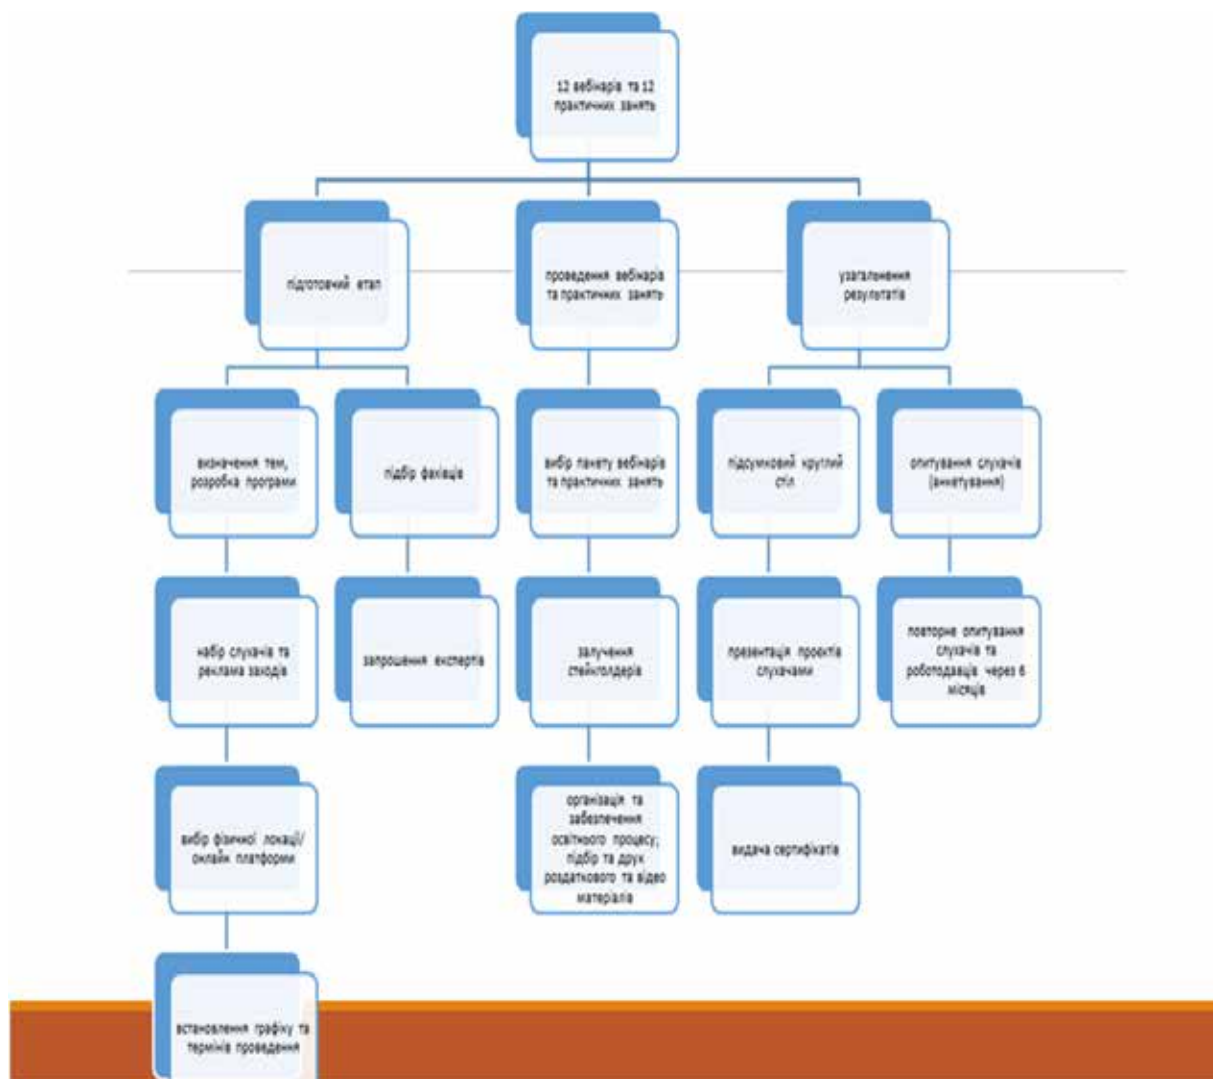 12 вебінарів та 12
практичних занять
підготовчий етап
проведення вебінарів
та практичних занять
узагальнення
результатів
визначення тем,
розробка програми
підбір фахівців
вибір пакету вебінарів
та практичних занять
підсумковий круглий
стіл
опитування слухачів
(анкетування)
набір слухачів та
реклама заходів
запрошення експертів
залучення
стейкголдерів
презентація проектів
слухачами
повторне опитування
слухачів та
роботодавців через 6
місяців
вибір фізичної локації/
онлайн платформи
організація та
забезпечення
освітнього процесу;
підбір та друк
роздаткового та відео
матеріалів
видача сертифікатів
встановлення графіку та
термінів проведення